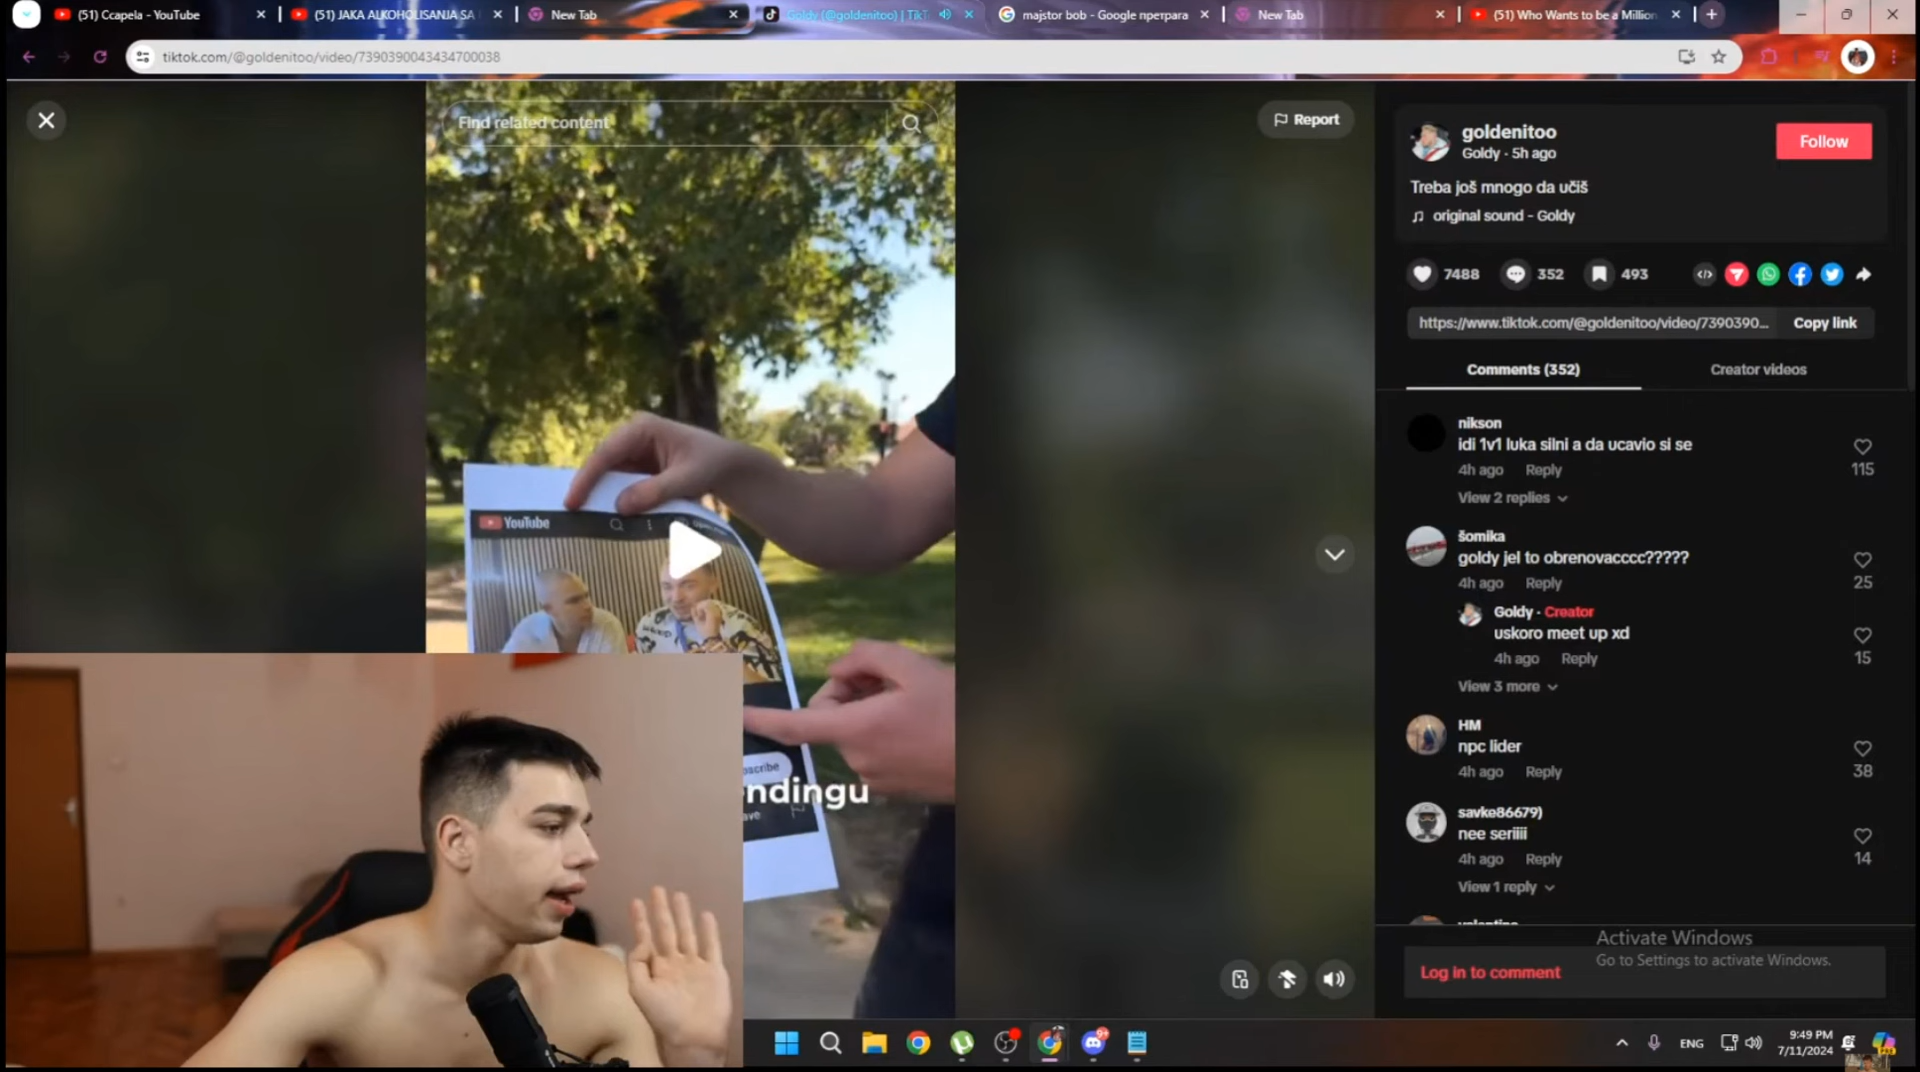 (51) Ccapela - YouTube
(51) JAKA ALKOHOLISANJA SA
New Tab
Goldy (@goldenitoo) | TikT
majstor bob - Google претрага
New Tab
(51) Who Wants to be a Million
tiktok.com/@goldenitoo/video/7390390043434700038
Find related content
Report
YouTube
ndingu
goldenitoo
Goldy · 5h ago
Follow
Treba još mnogo da učiš
original sound - Goldy
7488
352
493
https://www.tiktok.com/@goldenitoo/video/7390390...
Copy link
Comments (352)
Creator videos
nikson
idi 1v1 luka silni a da ucavio si se
4h ago
Reply
115
View 2 replies
šomika
goldy jel to obrenovacccc?????
4h ago
Reply
25
Goldy · Creator
uskoro meet up xd
4h ago
Reply
15
View 3 more
HM
npc lider
4h ago
Reply
38
savke86679)
nee seriiii
4h ago
Reply
14
View 1 reply
Activate Windows
Go to Settings to activate Windows.
Log in to comment
ENG
9:49 PM
7/11/2024